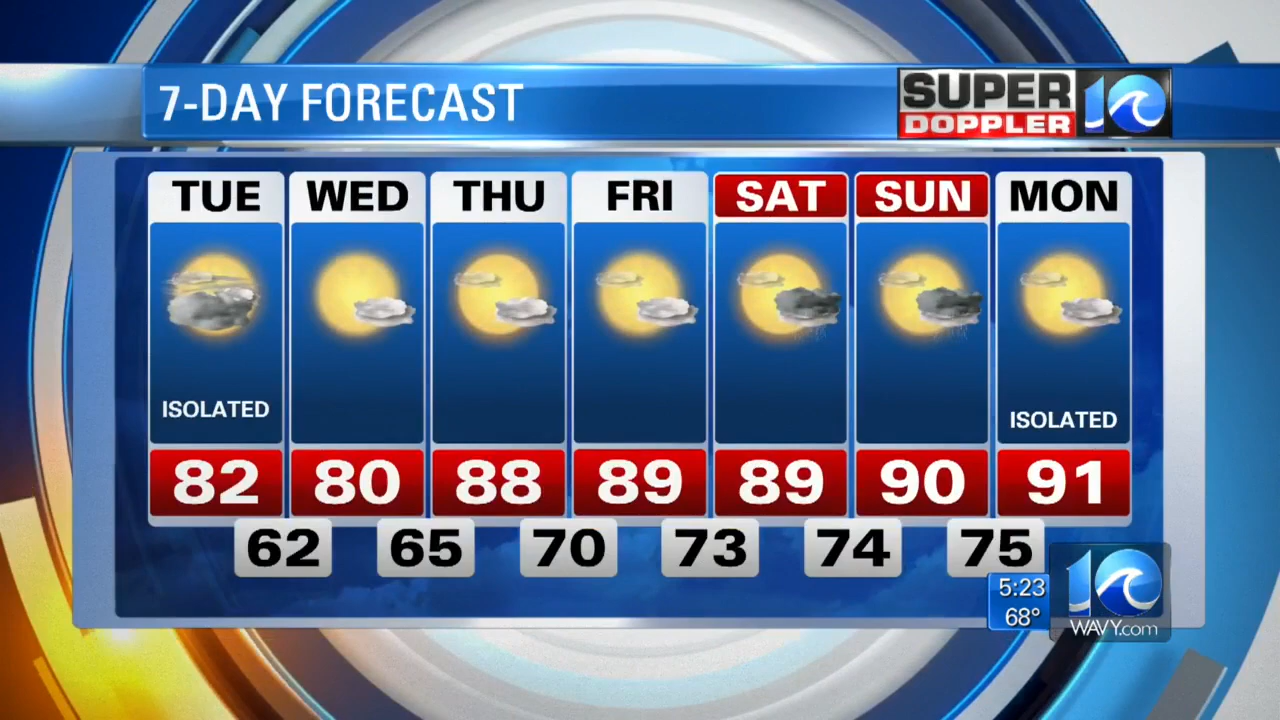 7-DAY FORECAST
SUPER
DOPPLER 10
TUE WED THU FRI SAT SUN MON
ISOLATED ISOLATED
82 80 88 89 89 90 91
62 65 70 73 74 75
5:23
68°
10
WAVY.com